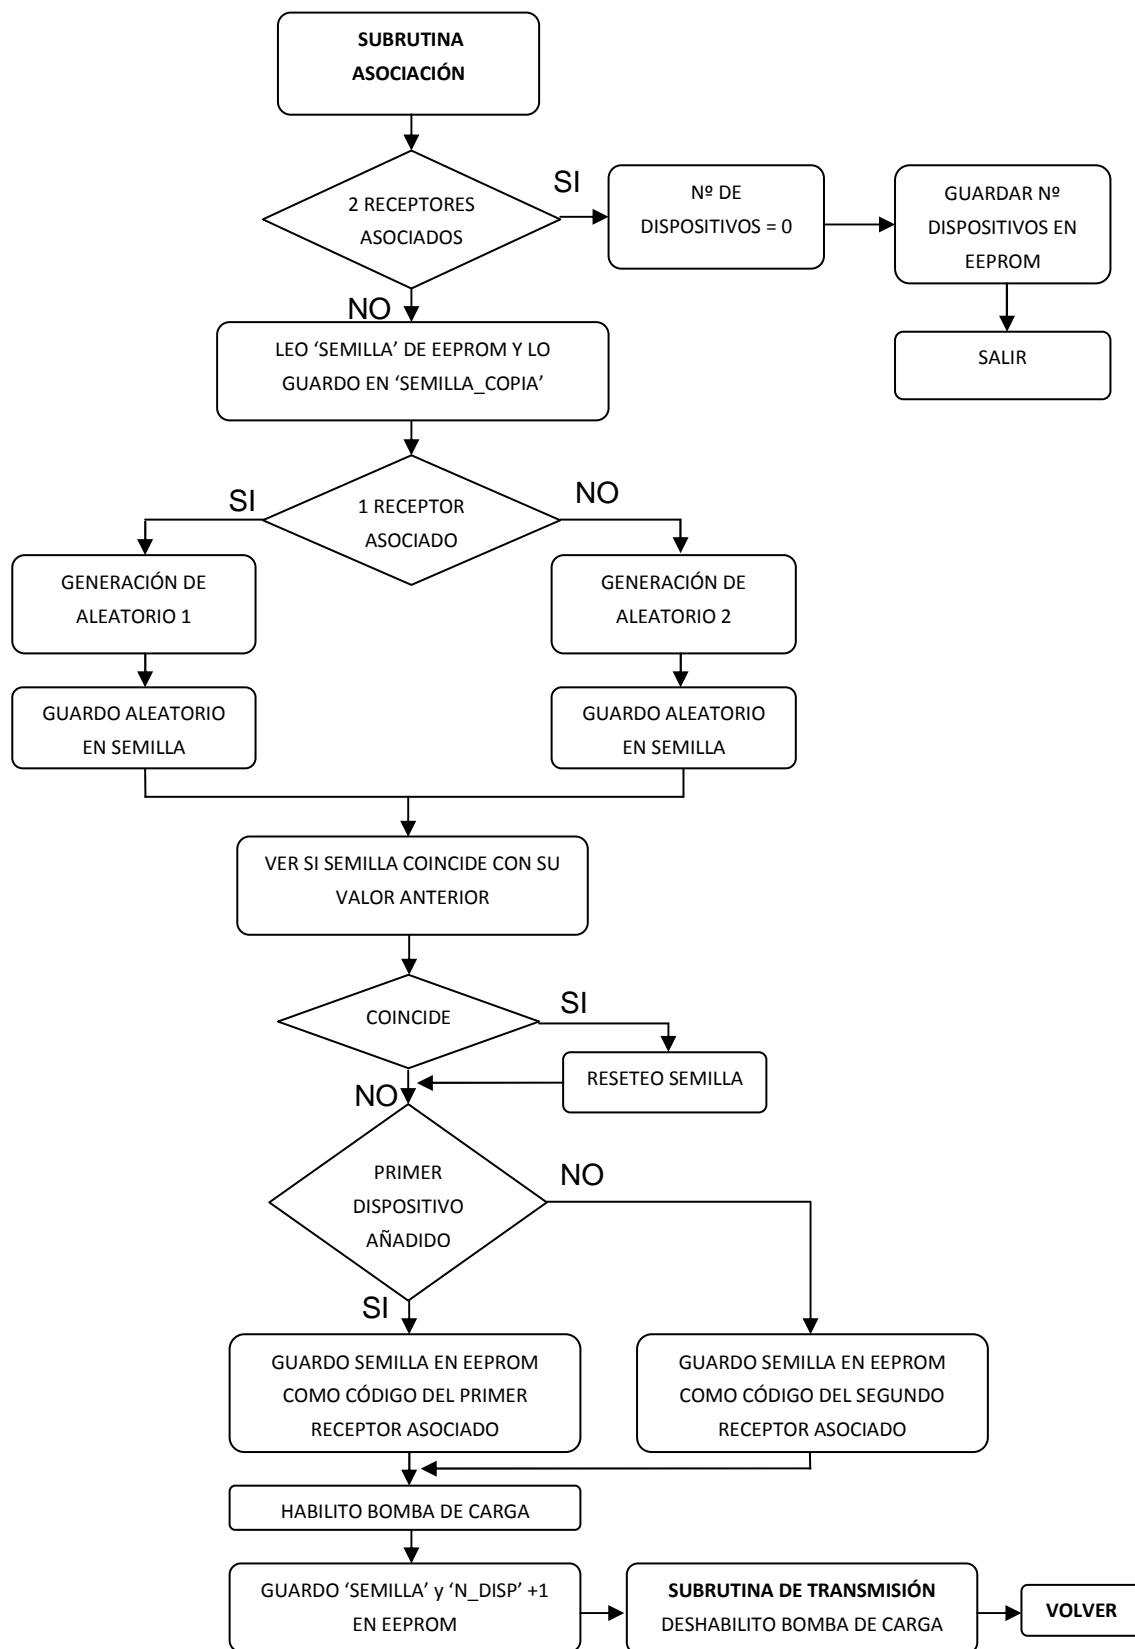 SUBRUTINA
ASOCIACIÓN
2 RECEPTORES
ASOCIADOS
SI
Nº DE
DISPOSITIVOS = 0
GUARDAR Nº
DISPOSITIVOS EN
EEPROM
SALIR
NO
LEO ‘SEMILLA’ DE EEPROM Y LO
GUARDO EN ‘SEMILLA_COPIA’
1 RECEPTOR
ASOCIADO
SI
NO
GENERACIÓN DE
ALEATORIO 1
GENERACIÓN DE
ALEATORIO 2
GUARDO ALEATORIO
EN SEMILLA
GUARDO ALEATORIO
EN SEMILLA
VER SI SEMILLA COINCIDE CON SU
VALOR ANTERIOR
COINCIDE
SI
RESETEO SEMILLA
NO
PRIMER
DISPOSITIVO
AÑADIDO
NO
SI
GUARDO SEMILLA EN EEPROM
COMO CÓDIGO DEL PRIMER
RECEPTOR ASOCIADO
GUARDO SEMILLA EN EEPROM
COMO CÓDIGO DEL SEGUNDO
RECEPTOR ASOCIADO
HABILITO BOMBA DE CARGA
GUARDO ‘SEMILLA’ y ‘N_DISP’ +1
EN EEPROM
SUBRUTINA DE TRANSMISIÓN
DESHABILITO BOMBA DE CARGA
VOLVER